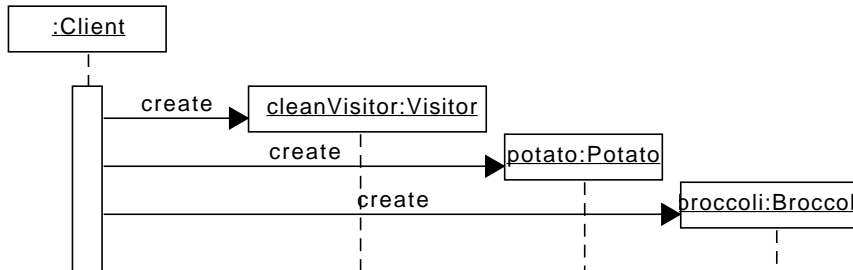 :Client
create
cleanVisitor:Visitor
create
potato:Potato
create
broccoli:Broccol